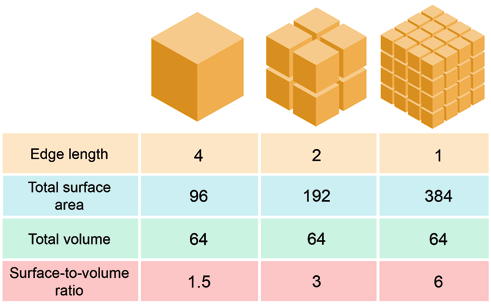 Edge length 4 2 1
Total surface
area 96 192 384
Total volume 64 64 64
Surface-to-volume
ratio 1.5 3 6